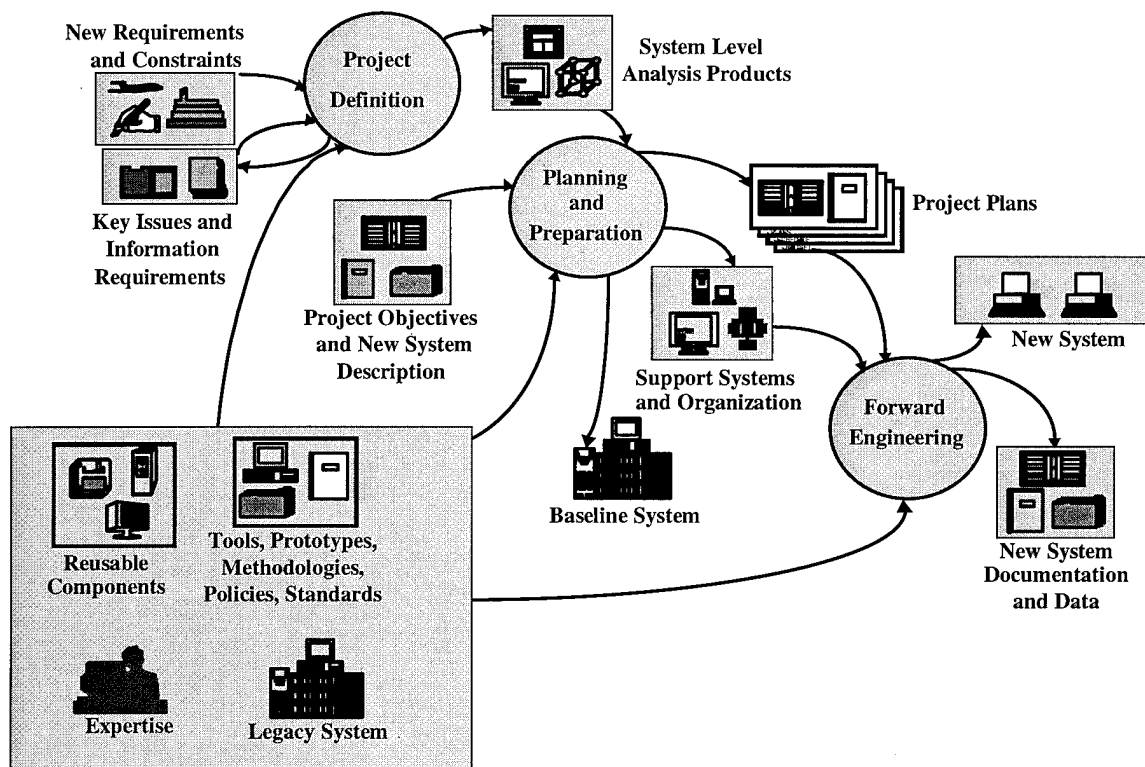 New Requirements
and Constraints
Project
Definition
System Level
Analysis Products
Key Issues and
Information
Requirements
Planning
and
Preparation
Project Plans
Project Objectives
and New System
Description
Support Systems
and Organization
New System
Forward
Engineering
Baseline System
New System
Documentation
and Data
Reusable
Components
Tools, Prototypes,
Methodologies,
Policies, Standards
Expertise
Legacy System